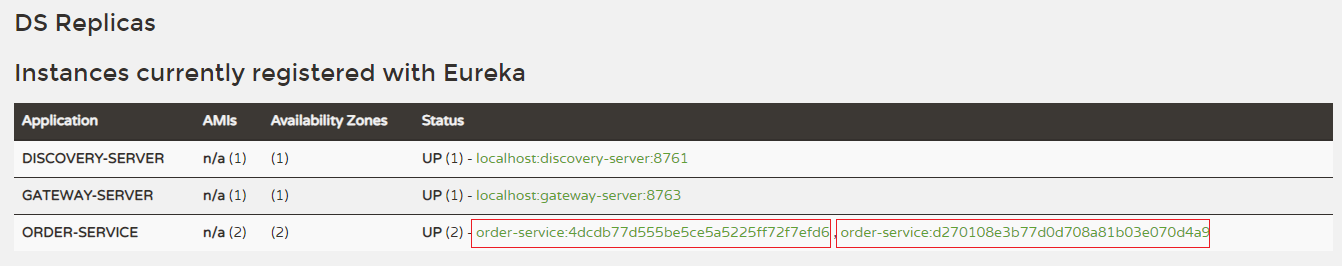 DS Replicas
Instances currently registered with Eureka
Application AMIs Availability Zones Status
DISCOVERY-SERVER n/a (1) (1) UP (1) - localhost:discovery-server:8761
GATEWAY-SERVER n/a (1) (1) UP (1) - localhost:gateway-server:8763
ORDER-SERVICE n/a (2) (2) UP (2) - order-service:4dcdb77d555be5ce5a5225ff72f7efd6 , order-service:d270108e3b77d0d708a81b03e070d4a9